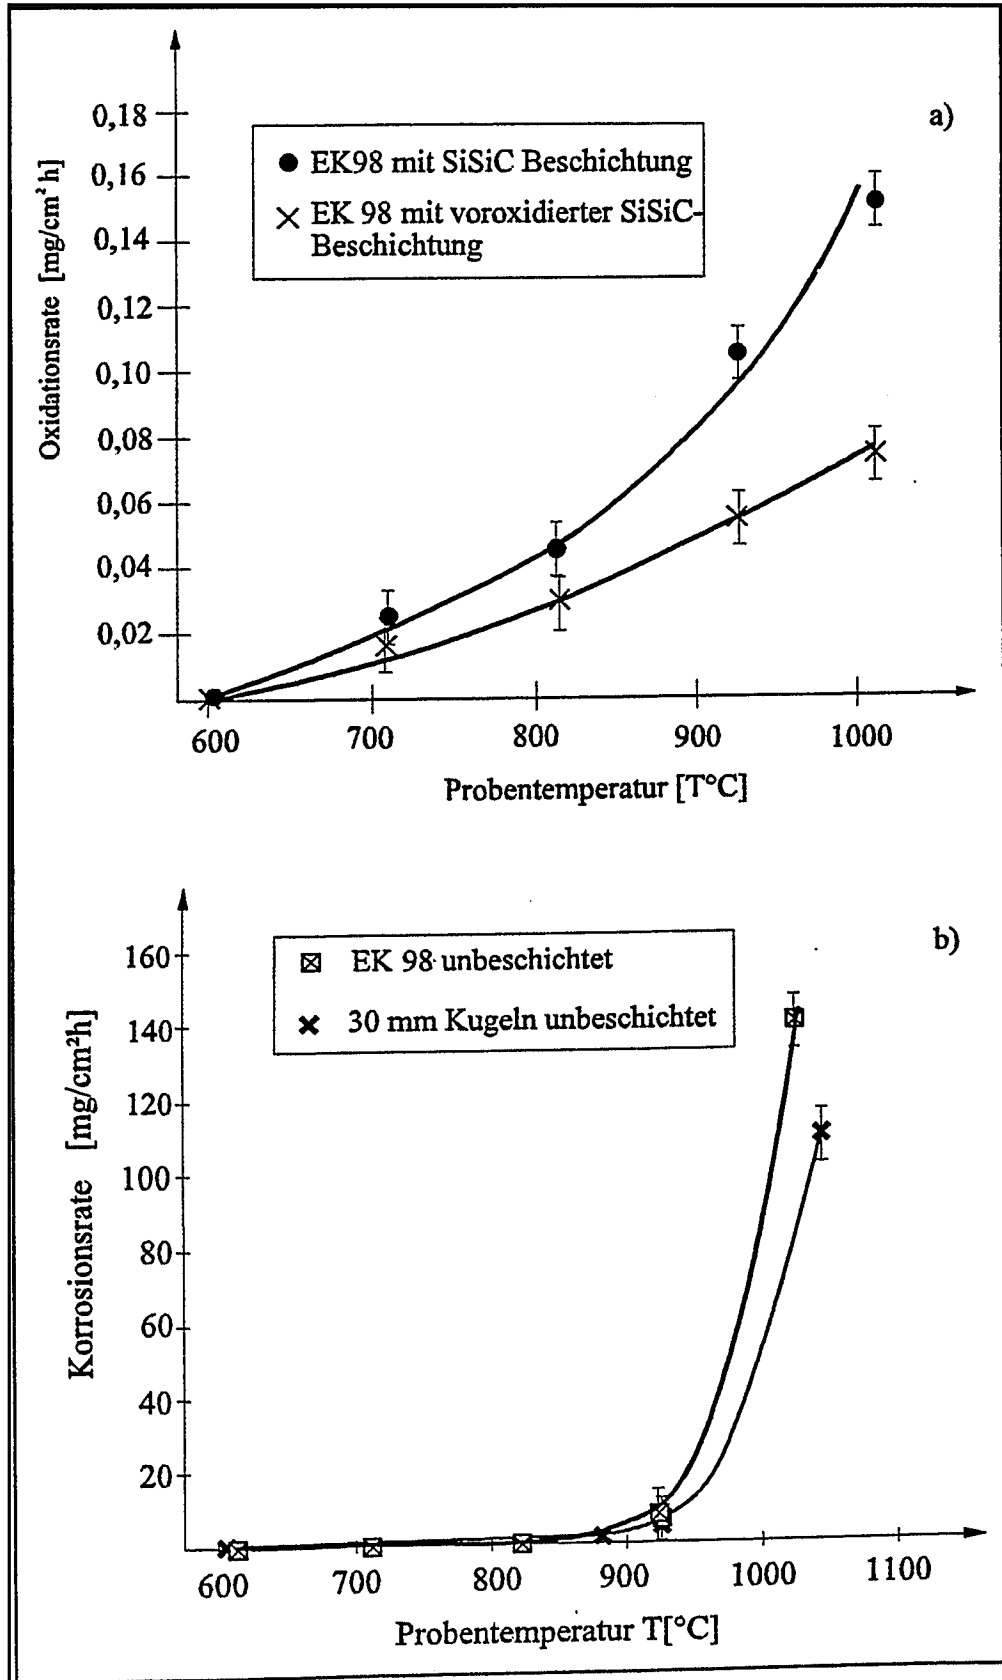 a)
EK98 mit SiSiC Beschichtung
EK 98 mit voroxidierter SiSiC-
Beschichtung
Oxidationsrate [mg/cm² h]
0,18
0,16
0,14
0,12
0,10
0,08
0,06
0,04
0,02
600 700 800 900 1000
Probentemperatur [T°C]
b)
EK 98 unbeschichtet
30 mm Kugeln unbeschichtet
Korrosionsrate [mg/cm²h]
160
140
120
100
80
60
40
20
600 700 800 900 1000 1100
Probentemperatur T[°C]